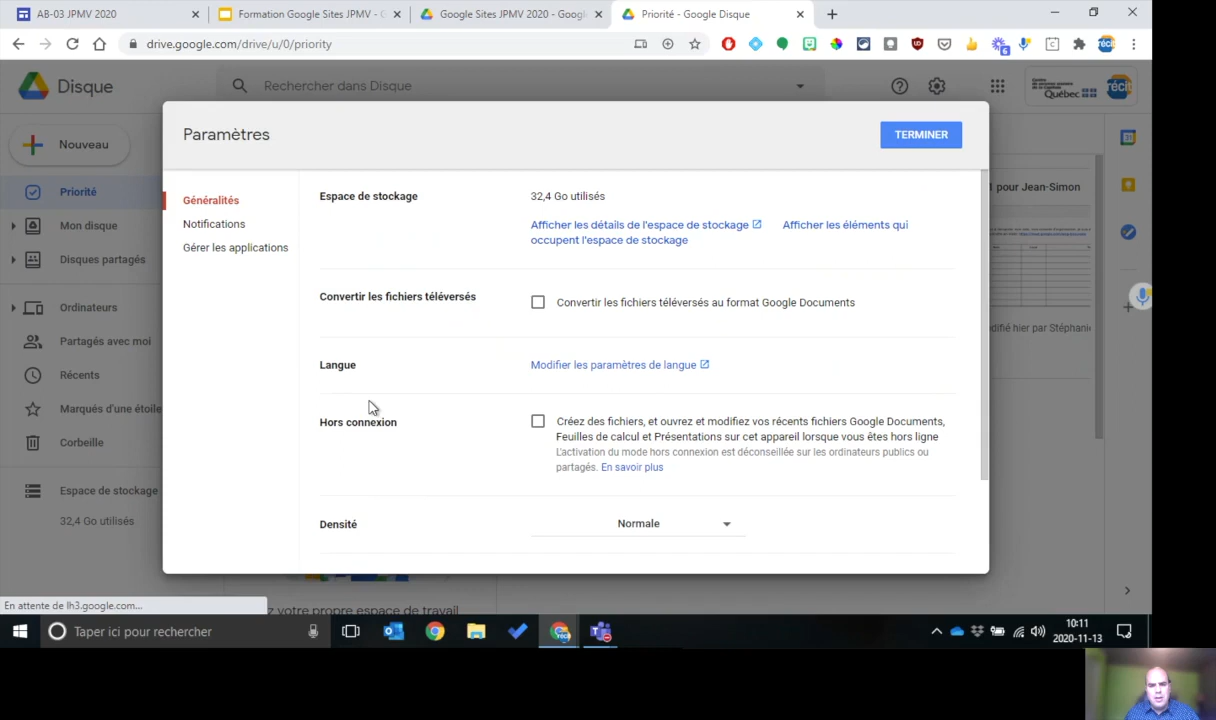 AB-03 JPMV 2020
Formation Google Sites JPMV - G
Google Sites JPMV 2020 - Google
Priorité - Google Disque
drive.google.com/drive/u/0/priority
Disque
Rechercher dans Disque
Québec
récit
Nouveau
Priorité
Mon disque
Disques partagés
Ordinateurs
Partagés avec moi
Récents
Marqués d'une étoile
Corbeille
Espace de stockage
32,4 Go utilisés
Paramètres
TERMINER
Généralités
Notifications
Gérer les applications
Espace de stockage
32,4 Go utilisés
Afficher les détails de l'espace de stockage
Afficher les éléments qui
occupent l'espace de stockage
Convertir les fichiers téléversés
Convertir les fichiers téléversés au format Google Documents
Langue
Modifier les paramètres de langue
Hors connexion
Créez des fichiers, et ouvrez et modifiez vos récents fichiers Google Documents,
Feuilles de calcul et Présentations sur cet appareil lorsque vous êtes hors ligne
L'activation du mode hors connexion est déconseillée sur les ordinateurs publics ou
partagés. En savoir plus
Densité
Normale
1 pour Jean-Simon
difié hier par Stéphanie
z votre propre espace de travail
En attente de lh3.google.com...
Taper ici pour rechercher
10:11
2020-11-13